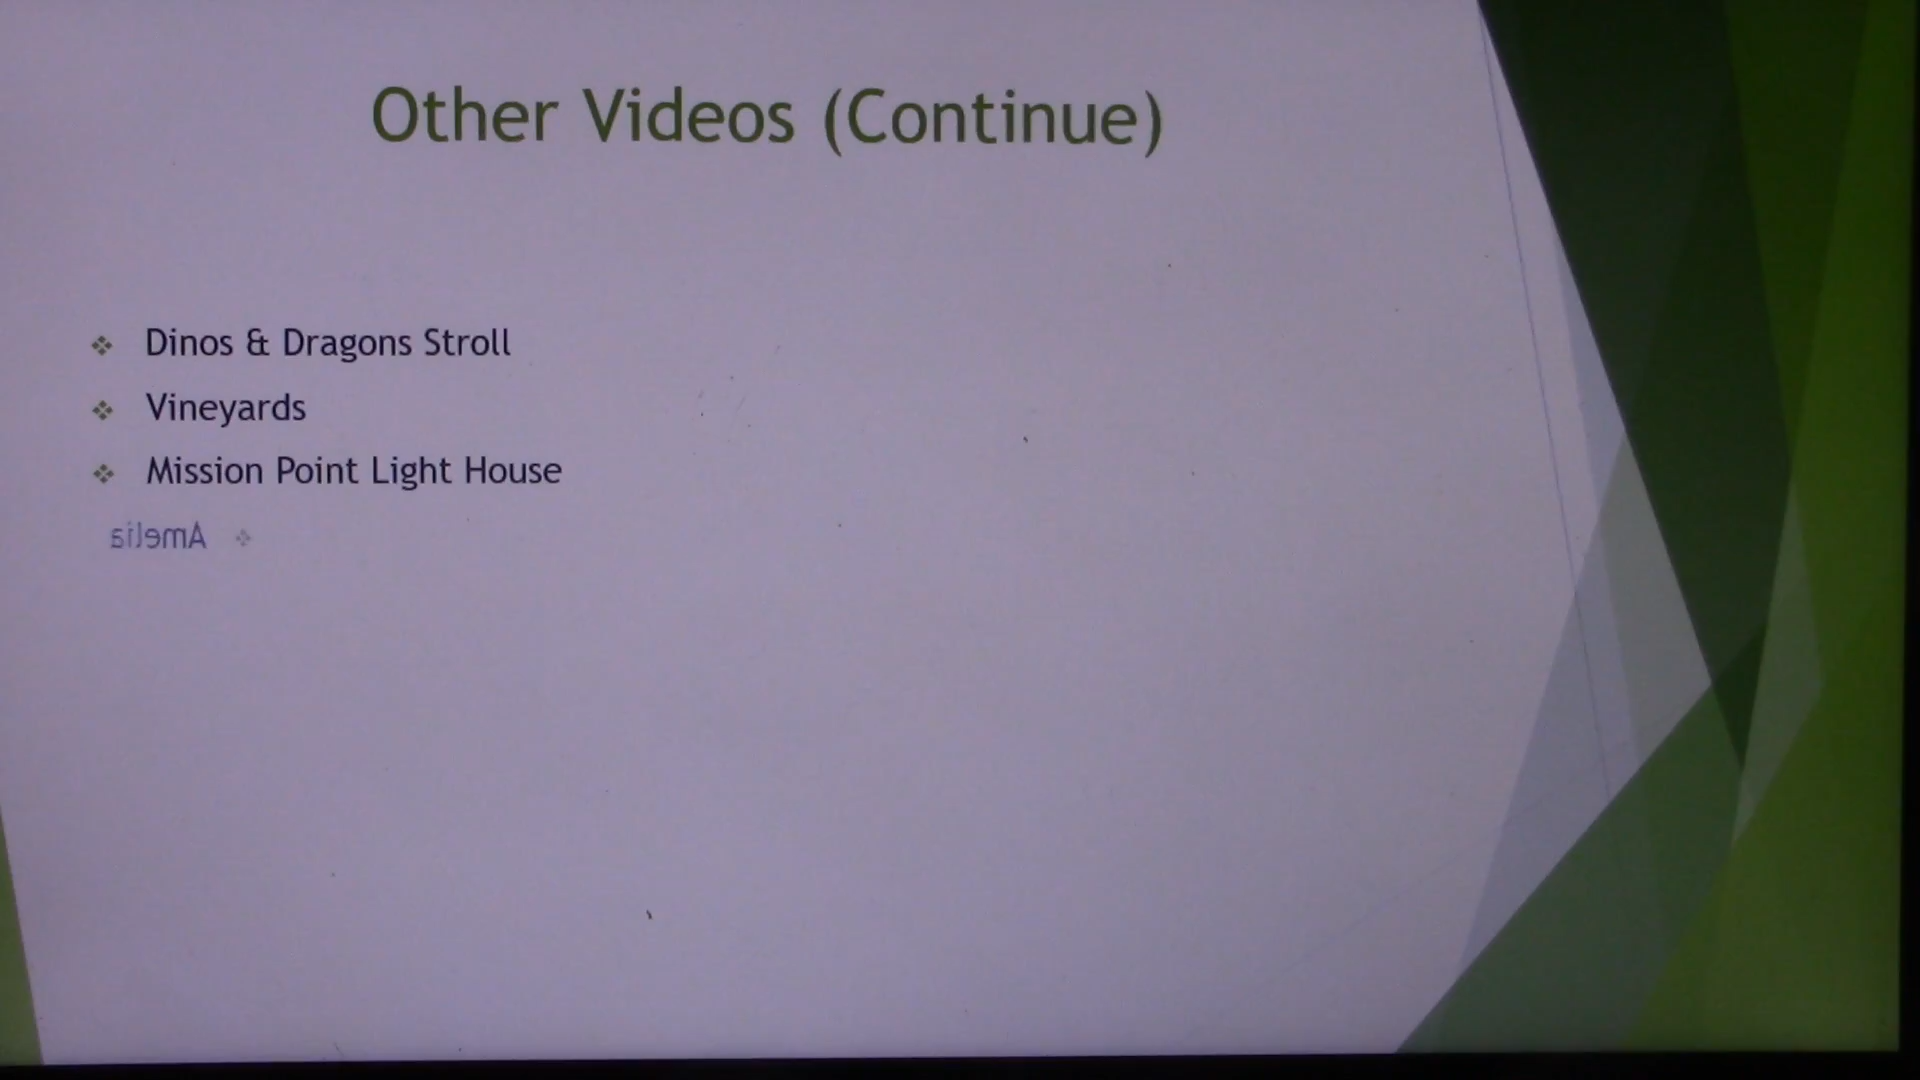 Other Videos (Continue)
Dinos & Dragons Stroll
Vineyards
Mission Point Light House
Amelia